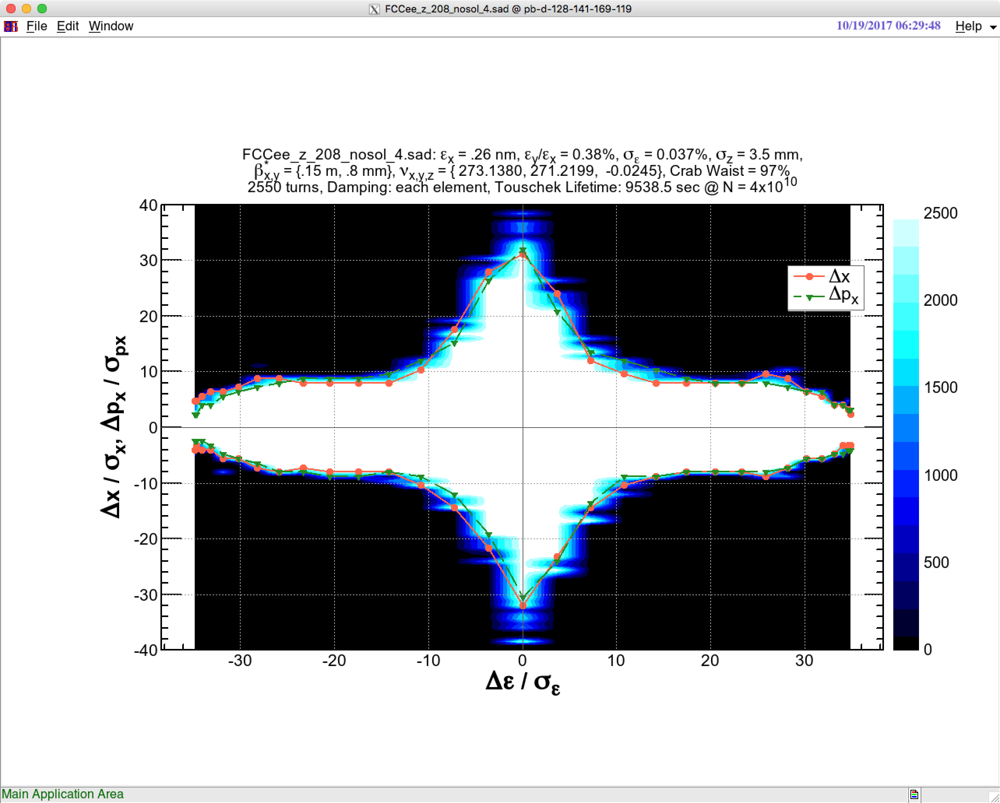 FCCee_z_208_nosol_4.sad @ pb-d-128-141-169-119
File Edit Window 10/19/2017 06:29:48 Help
FCCee_z_208_nosol_4.sad: εx = .26 nm, εy/εx = 0.38%, σε = 0.037%, σz = 3.5 mm,
β*x,y = {.15 m, .8 mm}, νx,y,z = { 273.1380, 271.2199, -0.0245}, Crab Waist = 97%
2550 turns, Damping: each element, Touschek Lifetime: 9538.5 sec @ N = 4x10^10
40
30
20
10
0
-10
-20
-30
-40
Δx / σx, Δpx / σpx
Δx
Δpx
2500
2000
1500
1000
500
0
-30 -20 -10 0 10 20 30
Δε / σε
Main Application Area